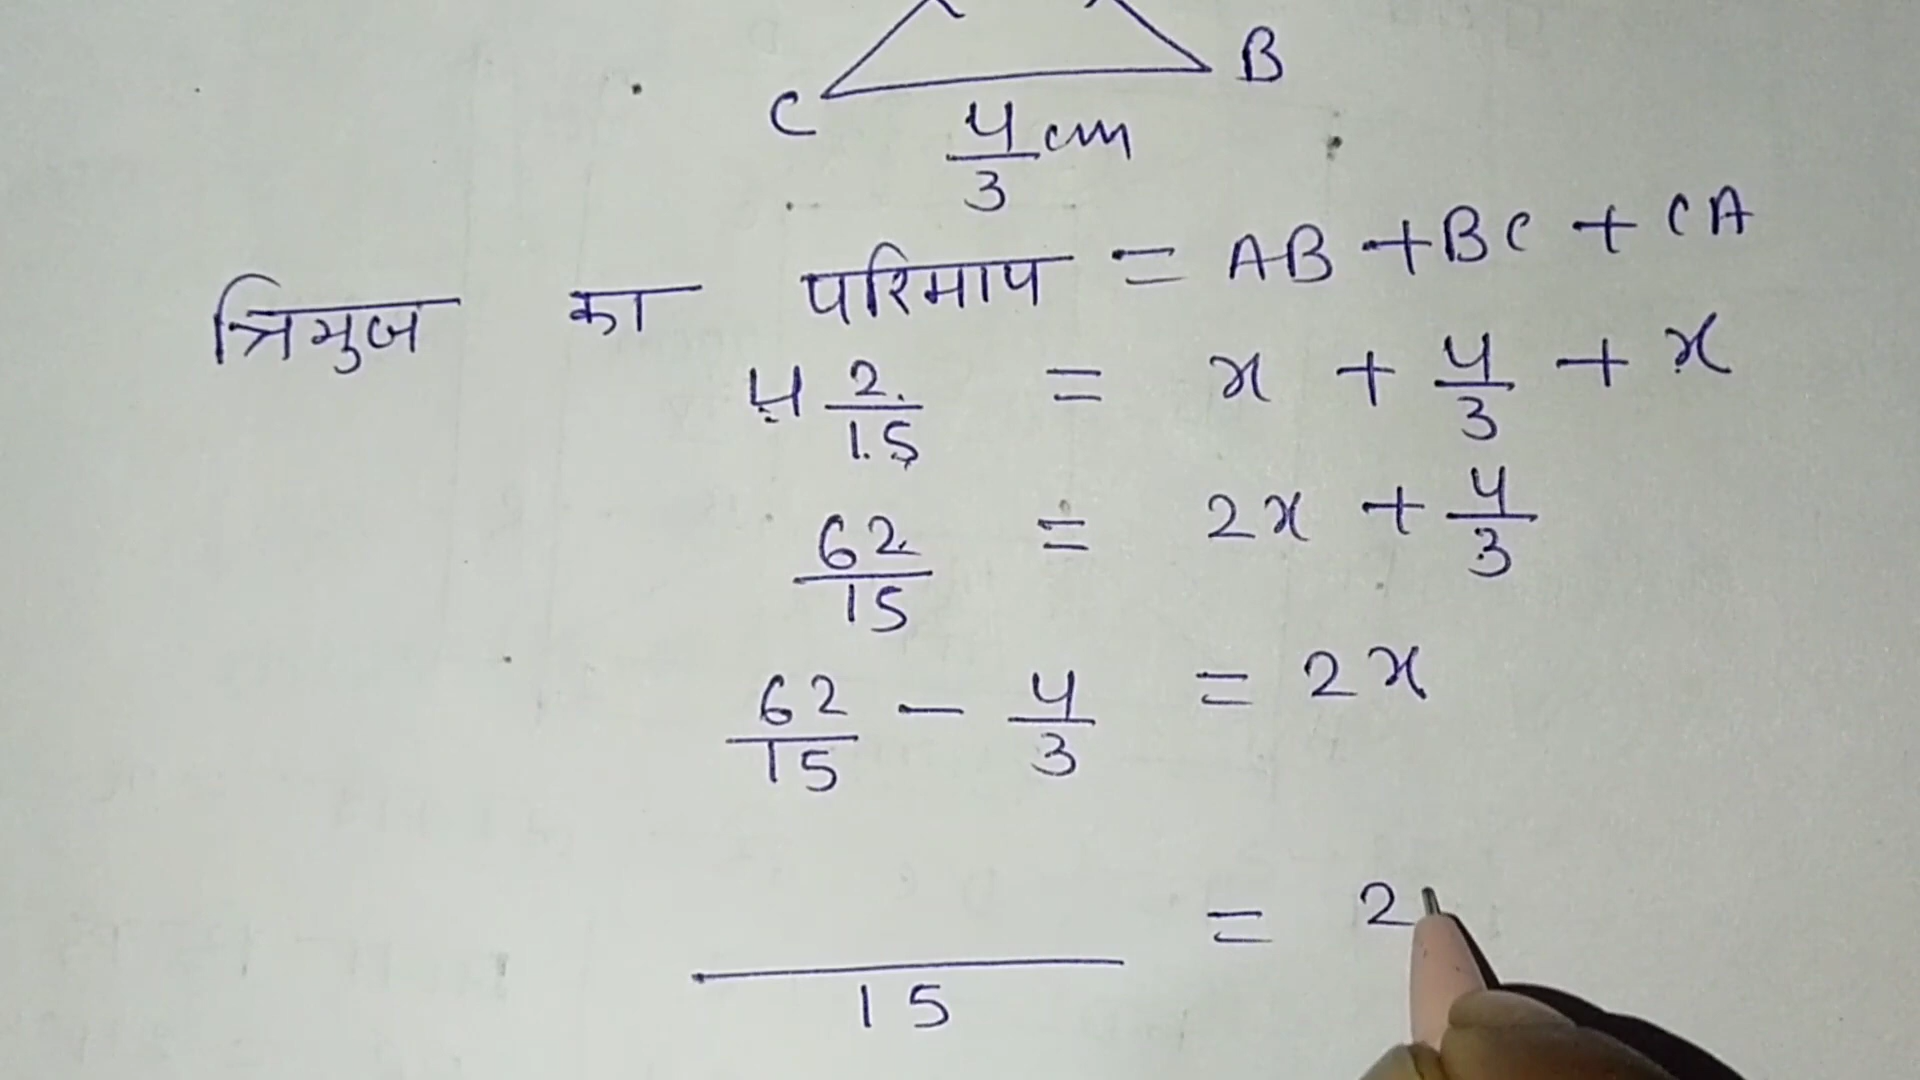 C B
4/3 cm
त्रिभुज का परिमाप = AB + BC + CA
4 2/15 = x + 4/3 + x
62/15 = 2x + 4/3
62/15 - 4/3 = 2x
/15 = 2